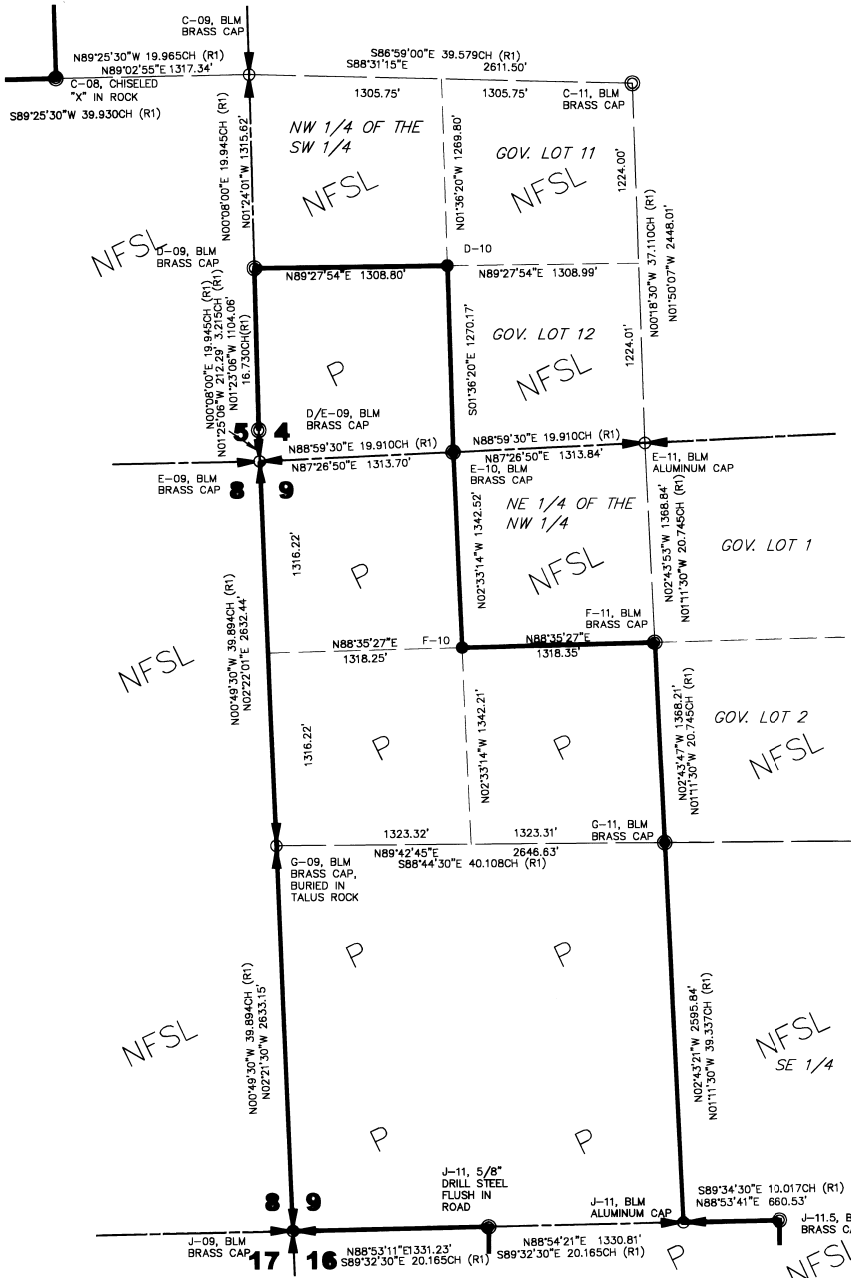 C-09, BLM
BRASS CAP
N89°25'30"W 19.965CH (R1)
N89°02'55"E 1317.34'
C-08, CHISELED
"X" IN ROCK
S89°25'30"W 39.930CH (R1)
S86°59'00"E 39.579CH (R1)
S88°31'15"E 2611.50'
1305.75'
1305.75'
C-11, BLM
BRASS CAP
N00°08'00"E 19.945CH (R1)
N01°24'01"W 1315.62'
NW 1/4 OF THE
SW 1/4
NFSL
N01°36'20"W 1269.80'
GOV. LOT 11
NFSL
1224.00'
N00°18'30"W 37.110CH (R1)
N01°50'07"W 2448.01'
NFSL
D-09, BLM
BRASS CAP
D-10
N89°27'54"E 1308.80'
N89°27'54"E 1308.99'
N00°08'00"E 19.945CH (R1)
N01°25'06"W 212.29' 3.215CH (R1)
N01°23'06"W 1104.06'
16.730CH(R1)
P
S01°36'20"E 1270.17'
GOV. LOT 12
NFSL
1224.01'
D/E-09, BLM
BRASS CAP
5 4
N88°59'30"E 19.910CH (R1)
N87°26'50"E 1313.70'
N88°59'30"E 19.910CH (R1)
N87°26'50"E 1313.84'
E-09, BLM
BRASS CAP
8 9
E-10, BLM
BRASS CAP
E-11, BLM
ALUMINUM CAP
1316.22'
P
N02°33'14"W 1342.52'
NE 1/4 OF THE
NW 1/4
NFSL
N02°43'53"W 1368.84'
N01°11'30"W 20.745CH (R1)
GOV. LOT 1
F-11, BLM
BRASS CAP
N00°49'30"W 39.894CH (R1)
N02°22'01"E 2632.44'
NFSL
N88°35'27"E
1318.25'
F-10
N88°35'27"E
1318.35'
1316.22'
P
N02°33'14"W 1342.21'
P
N02°43'47"W 1368.21'
N01°11'30"W 20.745CH (R1)
GOV. LOT 2
NFSL
1323.32'
1323.31'
G-11, BLM
BRASS CAP
N89°42'45"E 2646.63'
S88°44'30"E 40.108CH (R1)
G-09, BLM
BRASS CAP,
BURIED IN
TALUS ROCK
P
P
N00°49'30"W 39.894CH (R1)
N02°21'30"W 2633.15'
NFSL
N02°43'21"W 2595.84'
N01°11'30"W 39.337CH (R1)
NFSL
SE 1/4
P
P
J-11, 5/8"
DRILL STEEL
FLUSH IN
ROAD
J-11, BLM
ALUMINUM CAP
S89°34'30"E 10.017CH (R1)
N88°53'41"E 660.53'
8 9
J-09, BLM
BRASS CAP
17 16
N88°53'11"E1331.23'
S89°32'30"E 20.165CH (R1)
N88°54'21"E 1330.81'
S89°32'30"E 20.165CH (R1)
J-11.5, B
BRASS C
P
NFSL